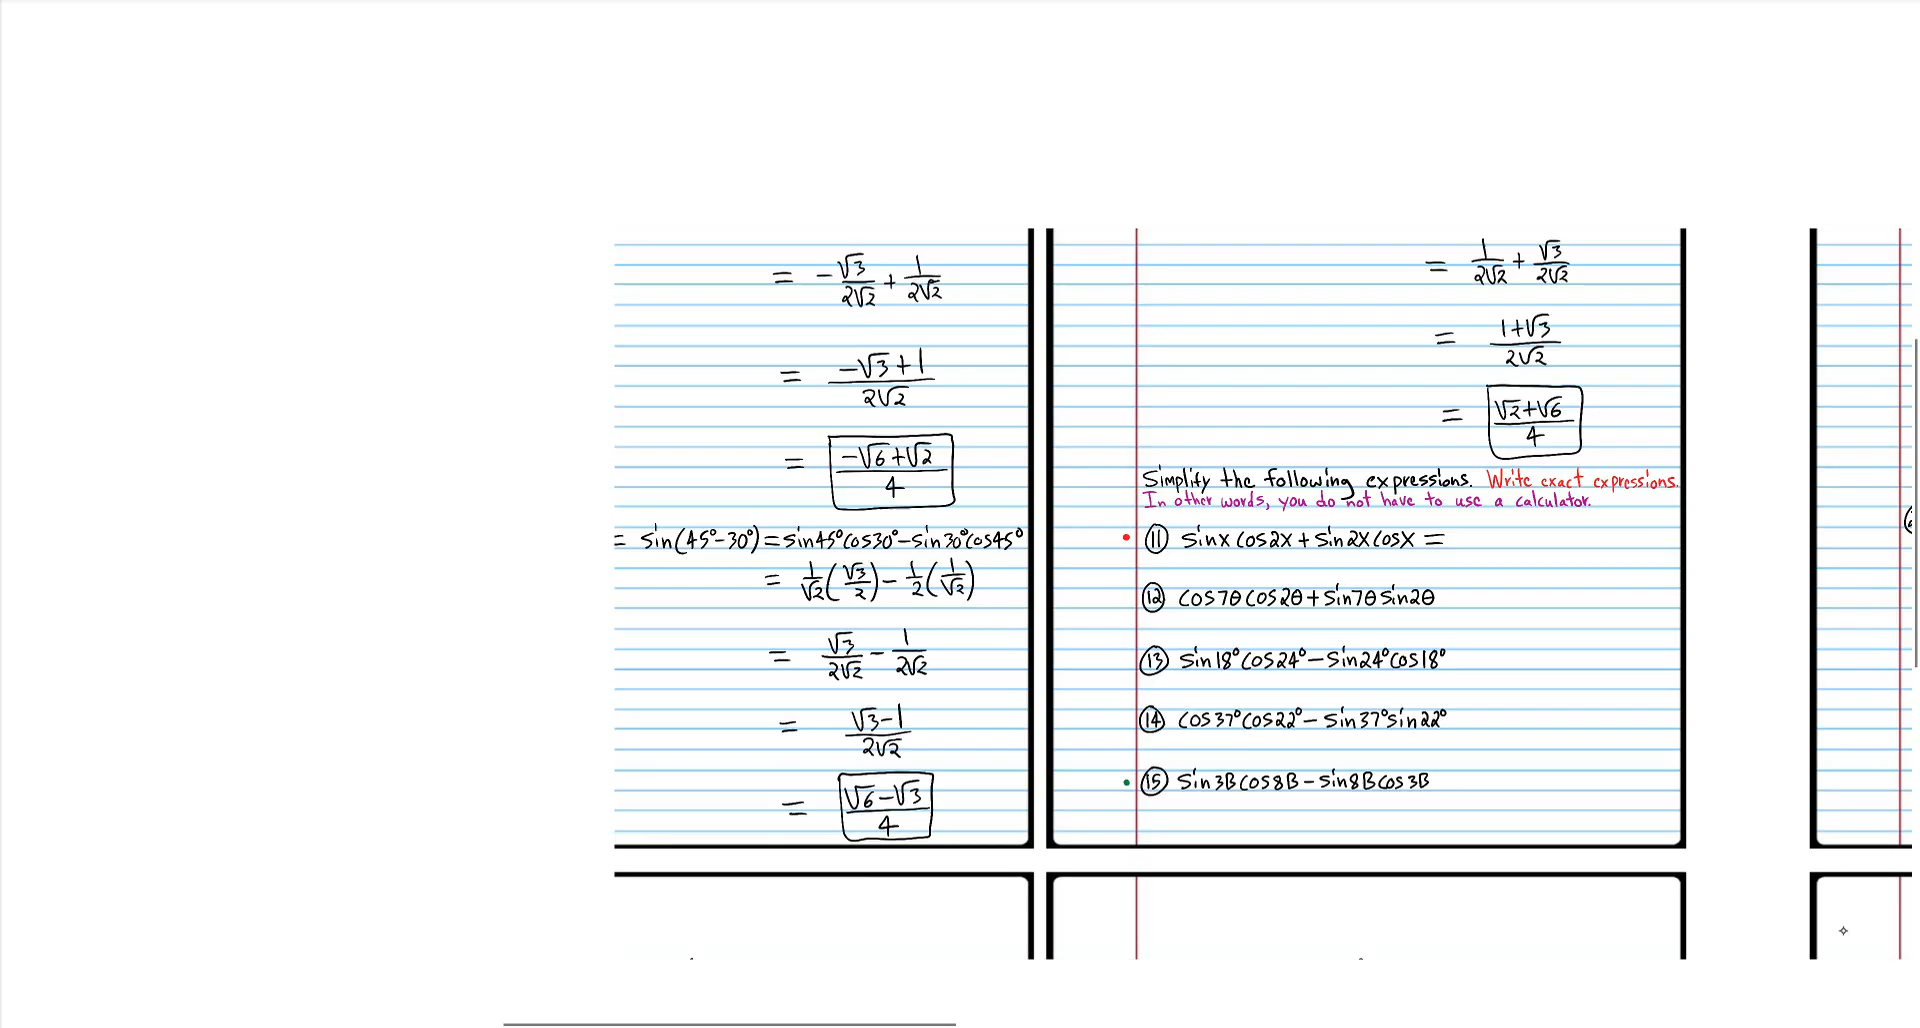 = -√3/2√2 + 1/2√2
= (-√3+1)/2√2
= (-√6+√2)/4
= sin(45°-30°)=sin45°cos30°-sin30°cos45°
= 1/√2(√3/2)-1/2(1/√2)
= √3/2√2 - 1/2√2
= (√3-1)/2√2
= (√6-√3)/4
= 1/2√2 + √3/2√2
= (1+√3)/2√2
= (√2+√6)/4
Simplify the following expressions. Write exact expressions.
In other words, you do not have to use a calculator.
(11) sinx cos2x + sin2x cosx =
(12) cos7θ cos2θ + sin7θ sin2θ
(13) sin18°cos24° - sin24°cos18°
(14) cos37°cos22° - sin37°sin22°
(15) sin3B cos8B - sin8B cos3B